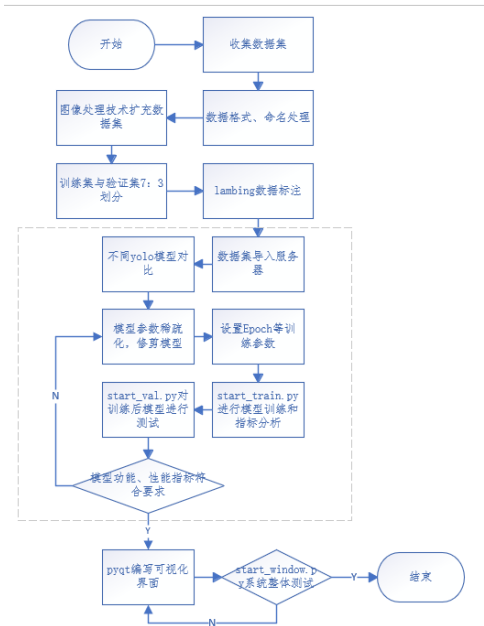 开始
收集数据集
数据格式、命名处理
图像处理技术扩充数
据集
训练集与验证集7：3
划分
lambing数据标注
数据集导入服务
器
不同yolo模型对
比
模型参数稀疏
化，修剪模型
设置Epoch等训
练参数
start_train.py
进行模型训练和
指标分析
start_val.py对
训练后模型进行
测试
模型功能、性能指标符
合要求
N
Y
pyqt编写可视化
界面
start_window.p
y系统整体测试
N
Y
结束